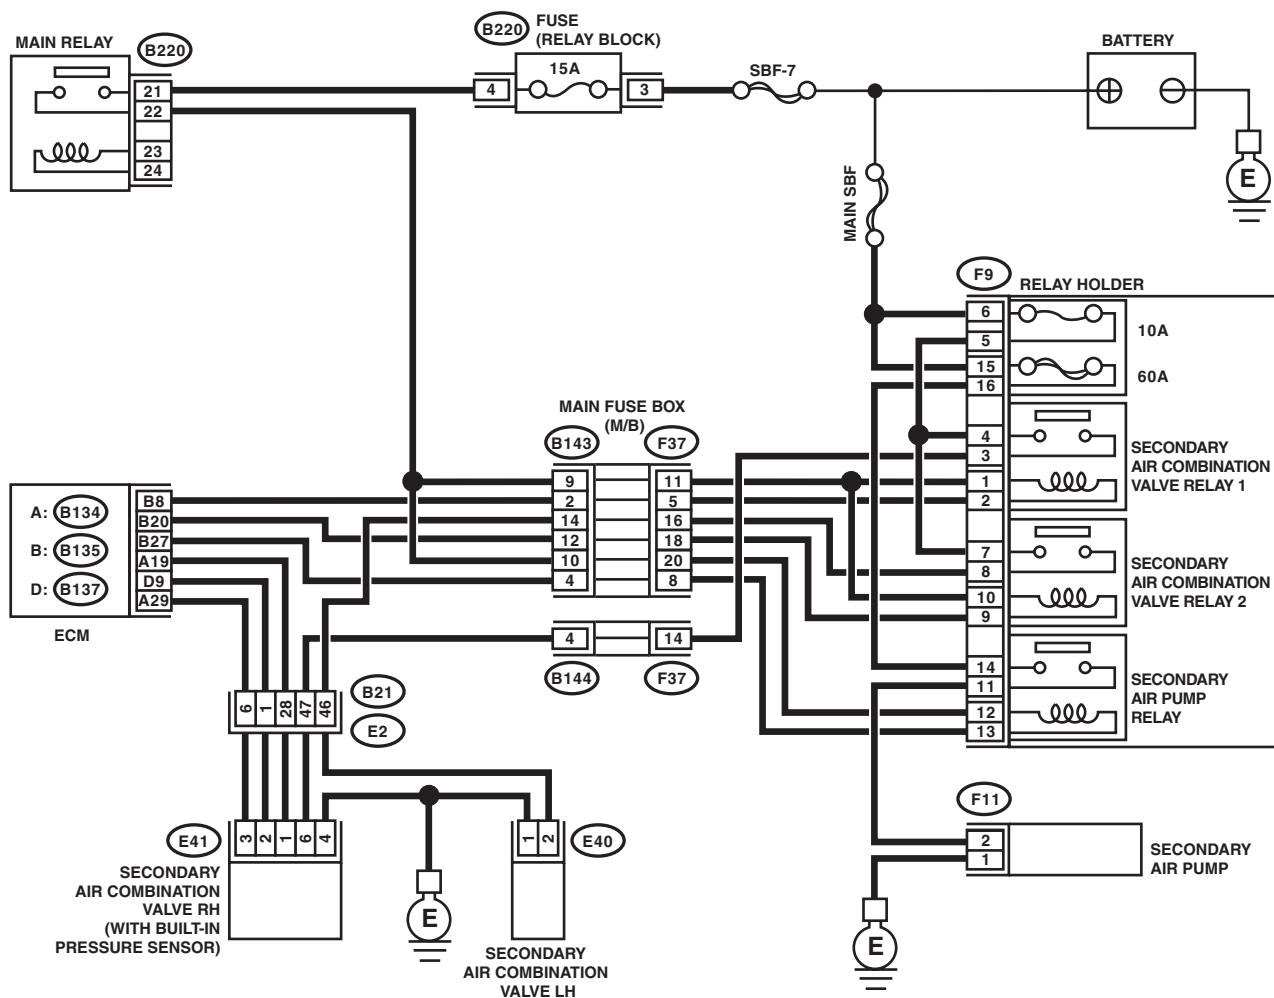 MAIN RELAY
B220
21
22
23
24
B220
FUSE
(RELAY BLOCK)
15A
4
3
SBF-7
BATTERY
E
MAIN SBF
F9
RELAY HOLDER
6
5
15
16
4
3
1
2
7
8
10
9
14
11
12
13
10A
60A
SECONDARY
AIR COMBINATION
VALVE RELAY 1
SECONDARY
AIR COMBINATION
VALVE RELAY 2
SECONDARY
AIR PUMP
RELAY
MAIN FUSE BOX
(M/B)
B143
F37
9
11
2
5
14
16
12
18
10
20
4
8
4
14
B144
F37
A: B134
B: B135
D: B137
B8
B20
B27
A19
D9
A29
ECM
6
1
28
47
46
B21
E2
E41
3
2
1
6
4
SECONDARY
AIR COMBINATION
VALVE RH
(WITH BUILT-IN
PRESSURE SENSOR)
E
1
2
E40
SECONDARY
AIR COMBINATION
VALVE LH
F11
2
1
SECONDARY
AIR PUMP
E